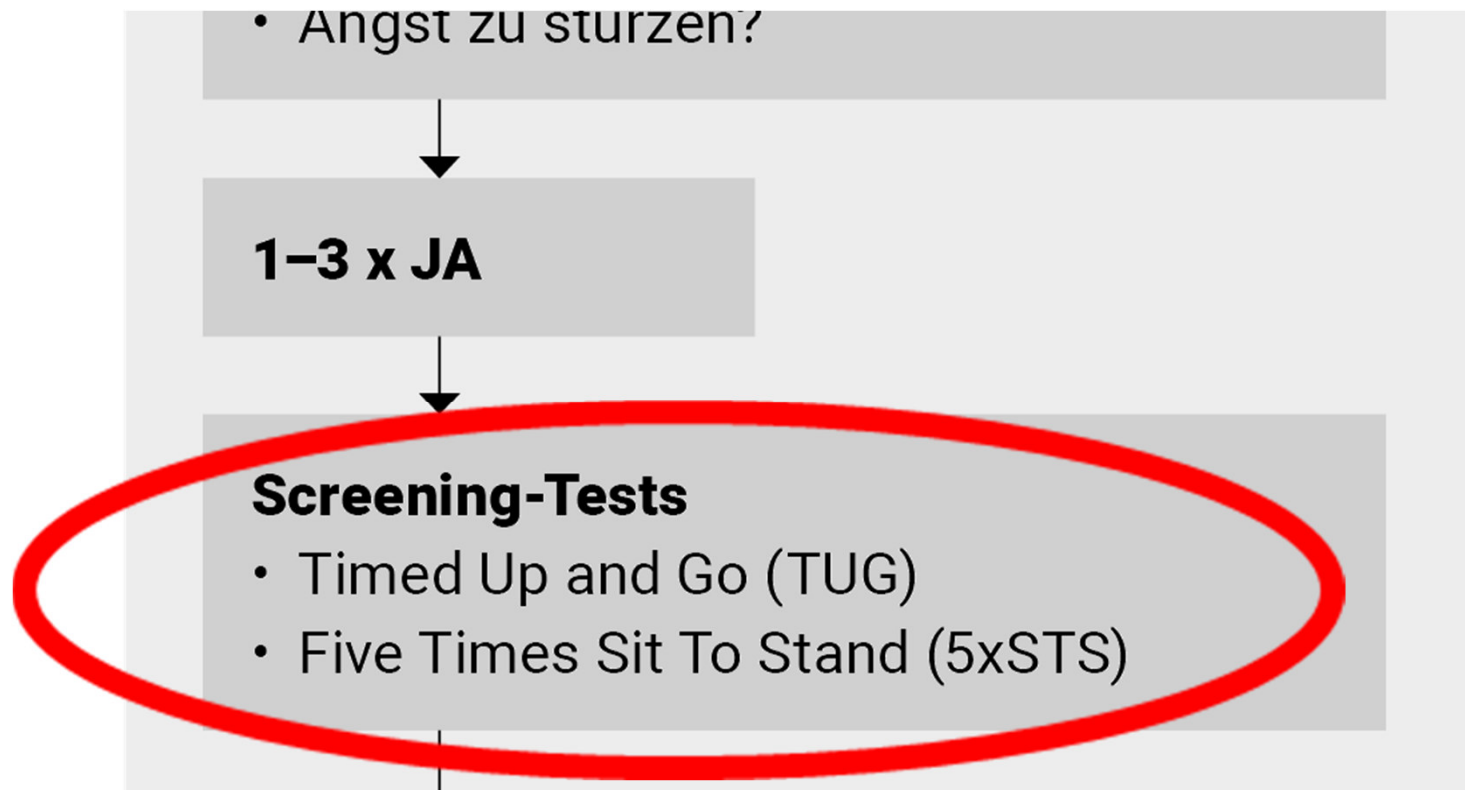 • Angst zu stürzen?
1–3 x JA
Screening-Tests
• Timed Up and Go (TUG)
• Five Times Sit To Stand (5xSTS)